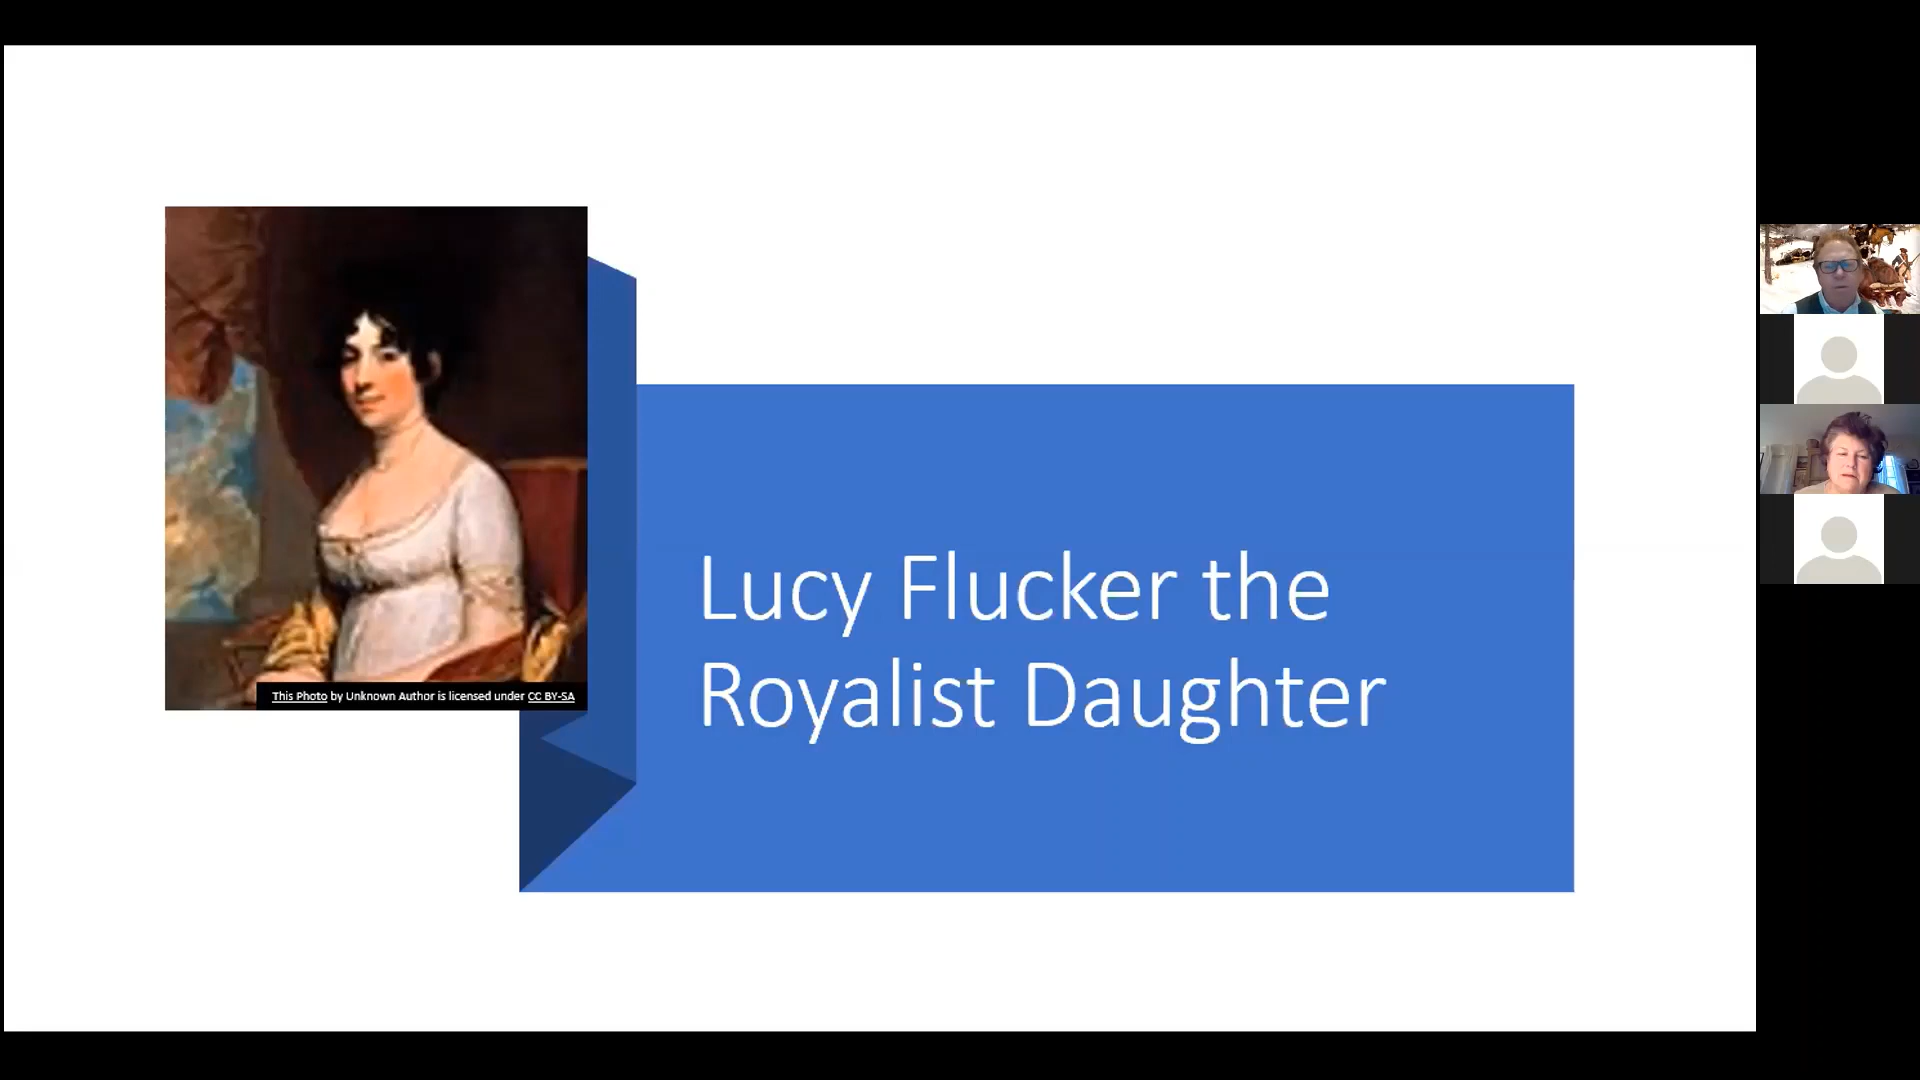 This Photo by Unknown Author is licensed under CC BY-SA
Lucy Flucker the
Royalist Daughter